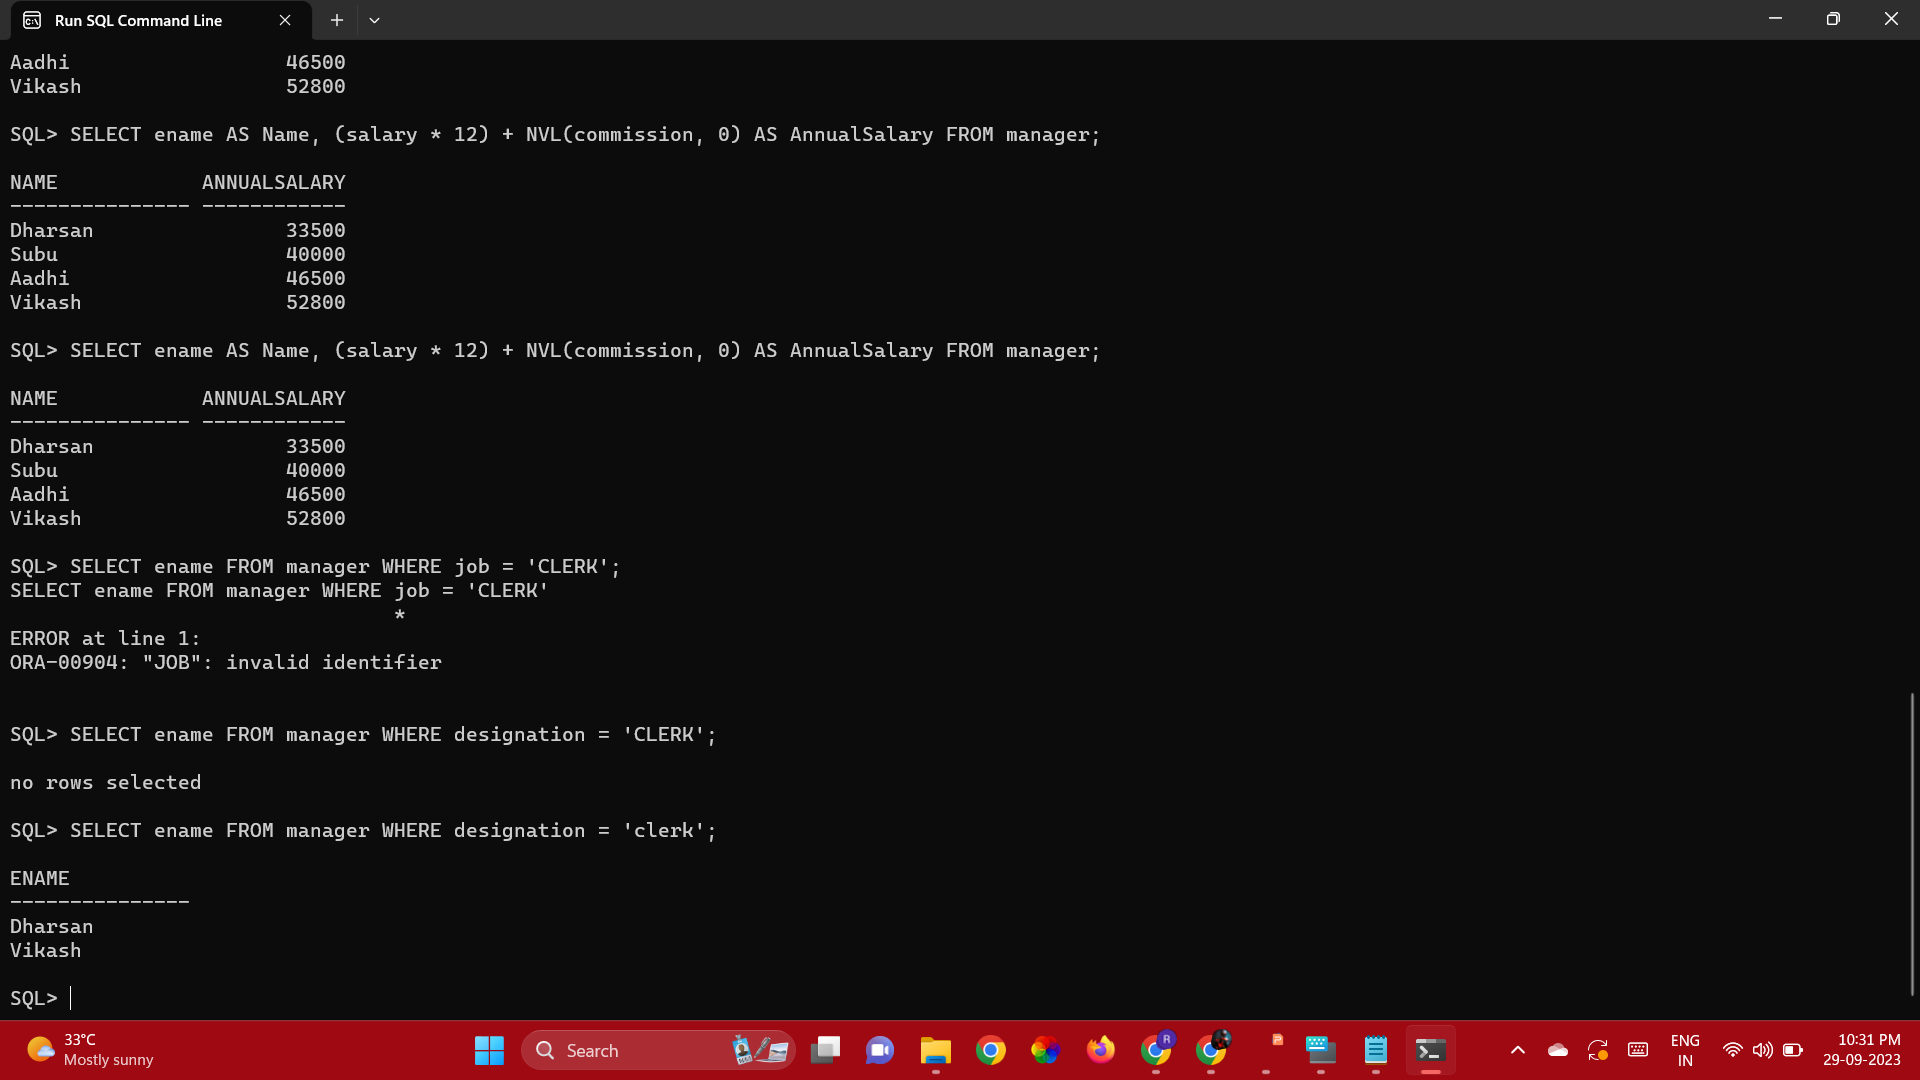 Run SQL Command Line
Aadhi                  46500
Vikash                 52800
SQL> SELECT ename AS Name, (salary * 12) + NVL(commission, 0) AS AnnualSalary FROM manager;
NAME            ANNUALSALARY
--------------- ------------
Dharsan                33500
Subu                   40000
Aadhi                  46500
Vikash                 52800
SQL> SELECT ename AS Name, (salary * 12) + NVL(commission, 0) AS AnnualSalary FROM manager;
NAME            ANNUALSALARY
--------------- ------------
Dharsan                33500
Subu                   40000
Aadhi                  46500
Vikash                 52800
SQL> SELECT ename FROM manager WHERE job = 'CLERK';
SELECT ename FROM manager WHERE job = 'CLERK'
                                *
ERROR at line 1:
ORA-00904: "JOB": invalid identifier
SQL> SELECT ename FROM manager WHERE designation = 'CLERK';
no rows selected
SQL> SELECT ename FROM manager WHERE designation = 'clerk';
ENAME
---------------
Dharsan
Vikash
SQL>
33°C
Mostly sunny
Search
R
ENG
IN
10:31 PM
29-09-2023